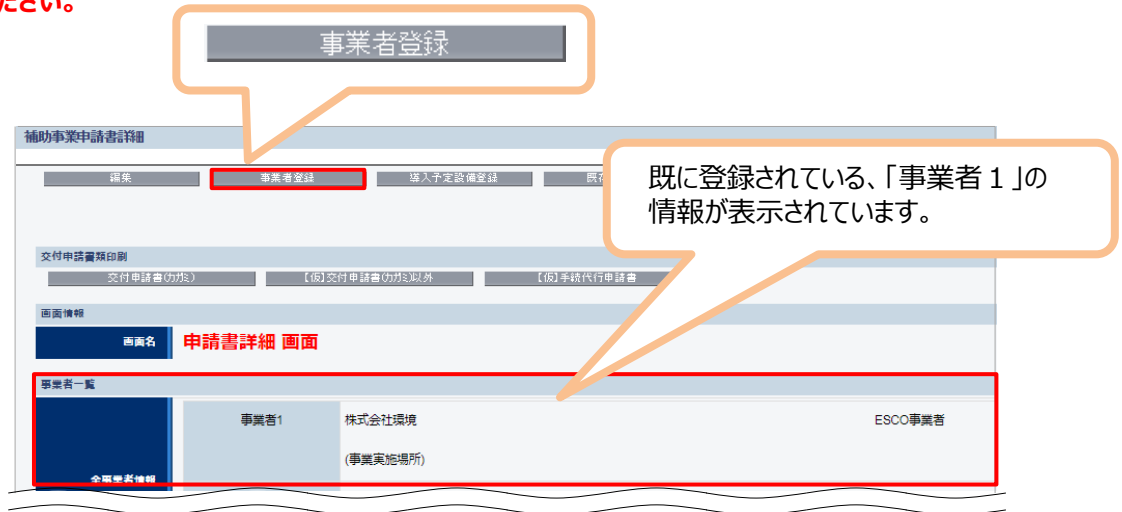 ださい。
事業者登録
補助事業申請書詳細
編集 事業者登録 導入予定設備登録 既存
既に登録されている、「事業者1」の
情報が表示されています。
交付申請書類印刷
交付申請書(カガミ) 【仮】交付申請書(カガミ)以外 【仮】手続代行申請書
画面情報
画面名 申請書詳細 画面
事業者一覧
事業者1 株式会社環境 ESCO事業者
(事業実施場所)
全事業者情報